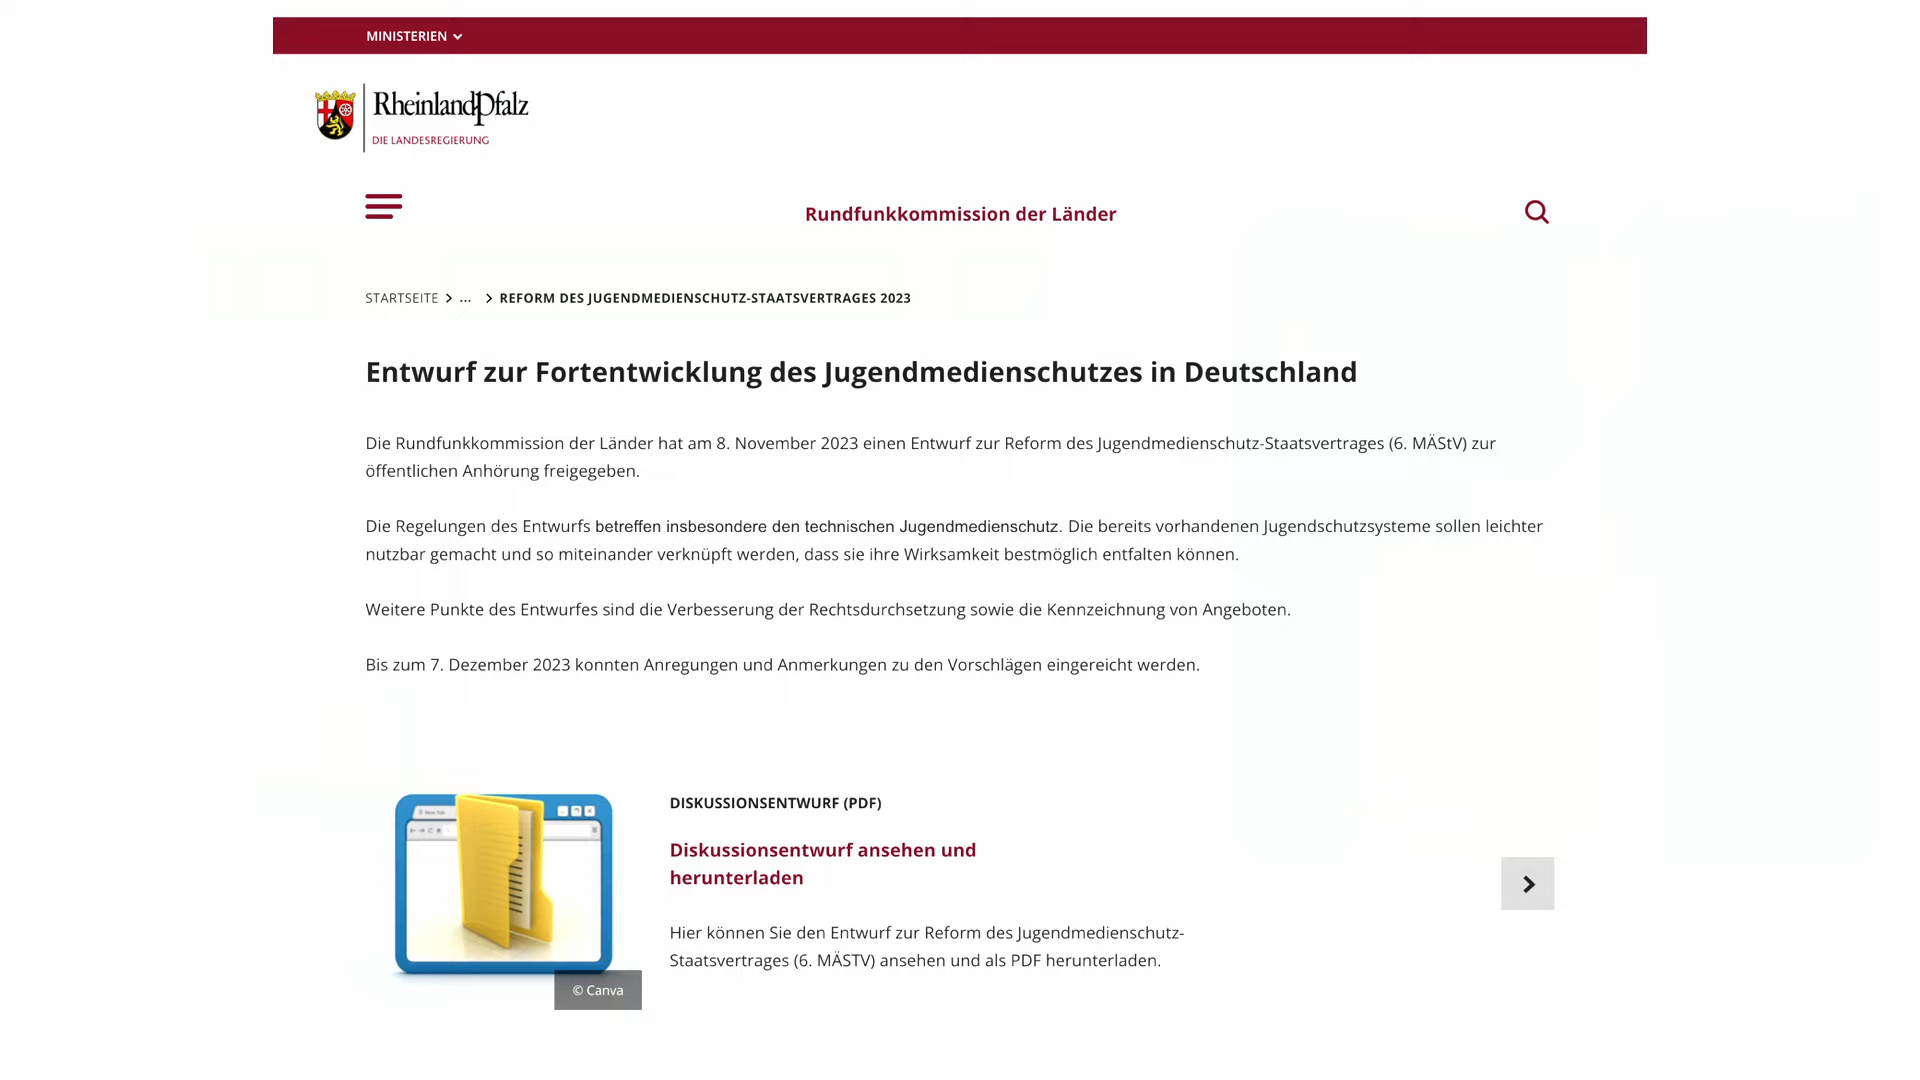 MINISTERIEN
RheinlandPfalz
DIE LANDESREGIERUNG
Rundfunkkommission der Länder
STARTSEITE > ... > REFORM DES JUGENDMEDIENSCHUTZ-STAATSVERTRAGES 2023
Entwurf zur Fortentwicklung des Jugendmedienschutzes in Deutschland
Die Rundfunkkommission der Länder hat am 8. November 2023 einen Entwurf zur Reform des Jugendmedienschutz-Staatsvertrages (6. MÄStV) zur
öffentlichen Anhörung freigegeben.
Die Regelungen des Entwurfs betreffen insbesondere den technischen Jugendmedienschutz. Die bereits vorhandenen Jugendschutzsysteme sollen leichter
nutzbar gemacht und so miteinander verknüpft werden, dass sie ihre Wirksamkeit bestmöglich entfalten können.
Weitere Punkte des Entwurfes sind die Verbesserung der Rechtsdurchsetzung sowie die Kennzeichnung von Angeboten.
Bis zum 7. Dezember 2023 konnten Anregungen und Anmerkungen zu den Vorschlägen eingereicht werden.
New Tab
© Canva
DISKUSSIONSENTWURF (PDF)
Diskussionsentwurf ansehen und
herunterladen
Hier können Sie den Entwurf zur Reform des Jugendmedienschutz-
Staatsvertrages (6. MÄSTV) ansehen und als PDF herunterladen.